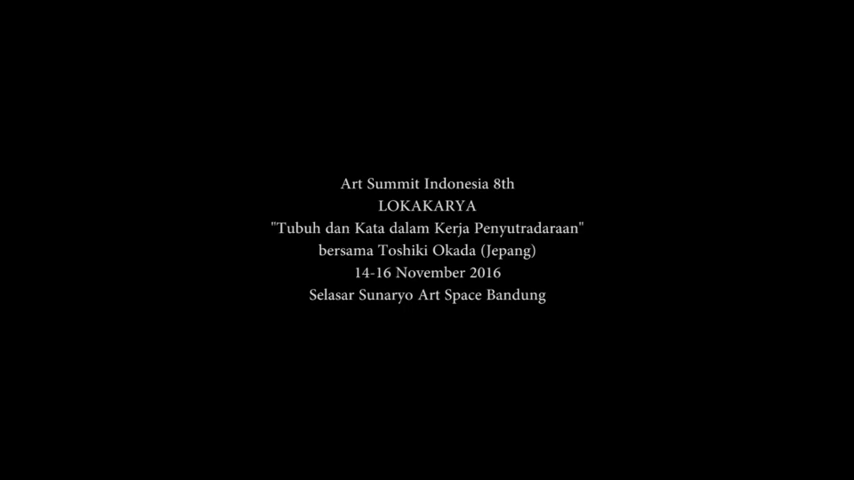 Art Summit Indonesia 8th
LOKAKARYA
"Tubuh dan Kata dalam Kerja Penyutradaraan"
bersama Toshiki Okada (Jepang)
14-16 November 2016
Selasar Sunaryo Art Space Bandung